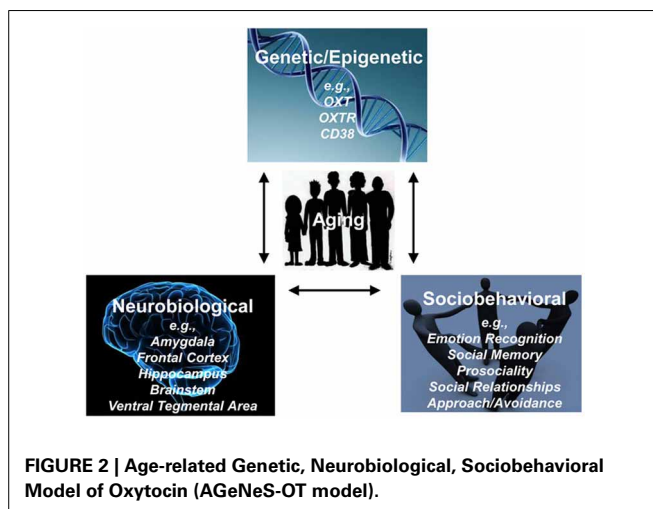 Genetic/Epigenetic
e.g.,
OXT
OXTR
CD38
Aging
Neurobiological
e.g.,
Amygdala
Frontal Cortex
Hippocampus
Brainstem
Ventral Tegmental Area
Sociobehavioral
e.g.,
Emotion Recognition
Social Memory
Prosociality
Social Relationships
Approach/Avoidance
FIGURE 2 | Age-related Genetic, Neurobiological, Sociobehavioral
Model of Oxytocin (AGeNeS-OT model).